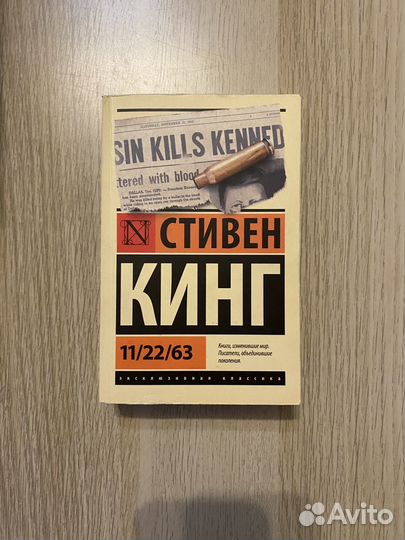 SIN KILLS KENNED
tered with blood
СТИВЕН
КИНГ
11/22/63
Книги, изменившие мир.
Писатели, объединившие
поколения.
ЭКСКЛЮЗИВНАЯ КЛАССИКА
Avito